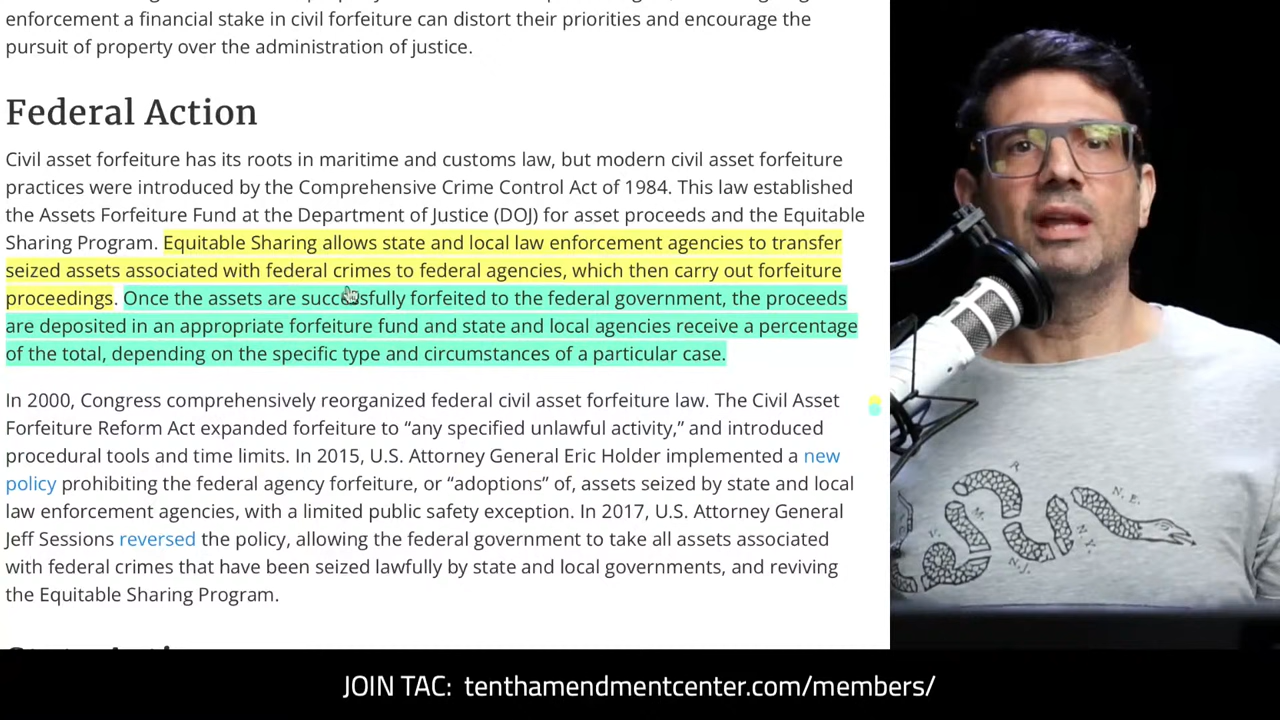 enforcement a financial stake in civil forfeiture can distort their priorities and encourage the
pursuit of property over the administration of justice.
Federal Action
Civil asset forfeiture has its roots in maritime and customs law, but modern civil asset forfeiture
practices were introduced by the Comprehensive Crime Control Act of 1984. This law established
the Assets Forfeiture Fund at the Department of Justice (DOJ) for asset proceeds and the Equitable
Sharing Program. Equitable Sharing allows state and local law enforcement agencies to transfer
seized assets associated with federal crimes to federal agencies, which then carry out forfeiture
proceedings. Once the assets are successfully forfeited to the federal government, the proceeds
are deposited in an appropriate forfeiture fund and state and local agencies receive a percentage
of the total, depending on the specific type and circumstances of a particular case.
In 2000, Congress comprehensively reorganized federal civil asset forfeiture law. The Civil Asset
Forfeiture Reform Act expanded forfeiture to “any specified unlawful activity,” and introduced
procedural tools and time limits. In 2015, U.S. Attorney General Eric Holder implemented a new
policy prohibiting the federal agency forfeiture, or “adoptions” of, assets seized by state and local
law enforcement agencies, with a limited public safety exception. In 2017, U.S. Attorney General
Jeff Sessions reversed the policy, allowing the federal government to take all assets associated
with federal crimes that have been seized lawfully by state and local governments, and reviving
the Equitable Sharing Program.
R.
N.E.
M.
V.
N.Y.
N.J.
JOIN TAC: tenthamendmentcenter.com/members/